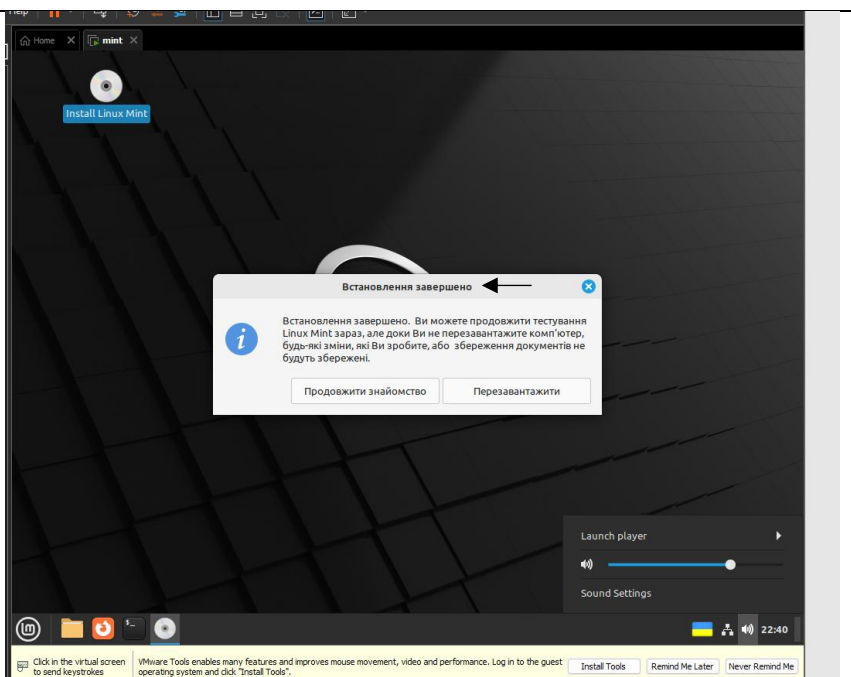 Help
Home
mint
Install Linux Mint
Встановлення завершено
Встановлення завершено. Ви можете продовжити тестування
Linux Mint зараз, але доки Ви не перезавантажите комп'ютер,
будь-які зміни, які Ви зробите, або збереження документів не
будуть збережені.
Продовжити знайомство
Перезавантажити
Launch player
Sound Settings
22:40
Click in the virtual screen
to send keystrokes
VMware Tools enables many features and improves mouse movement, video and performance. Log in to the guest
operating system and click "Install Tools".
Install Tools
Remind Me Later
Never Remind Me